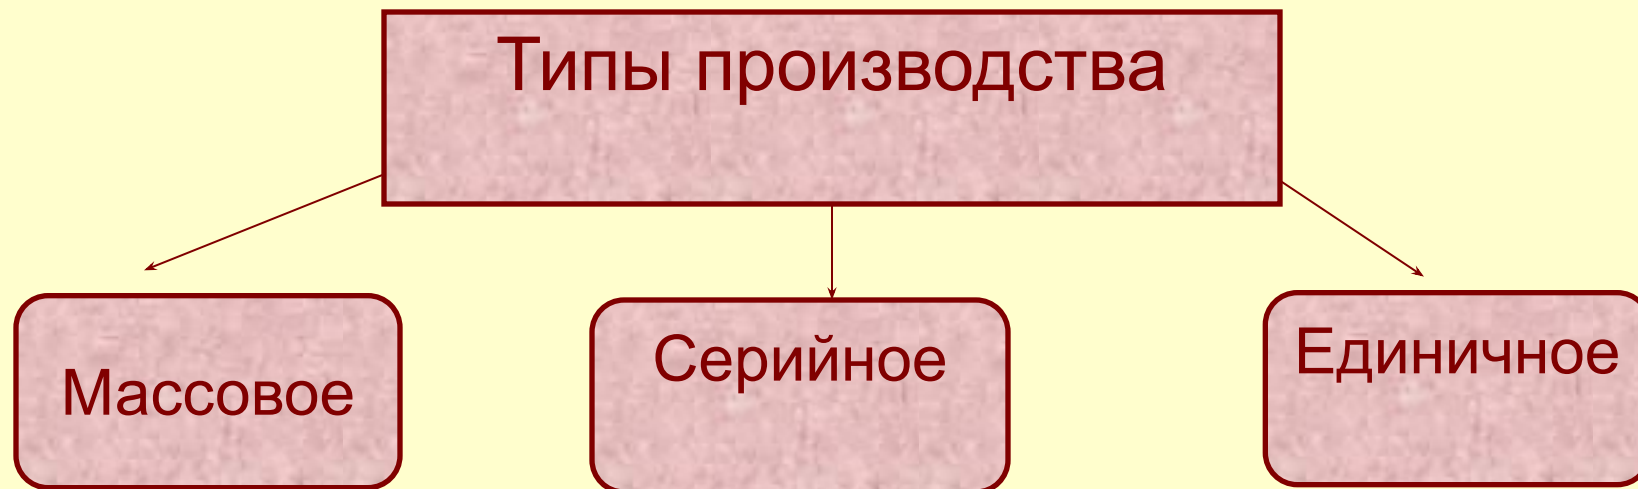 Типы производства
Массовое
Серийное
Единичное